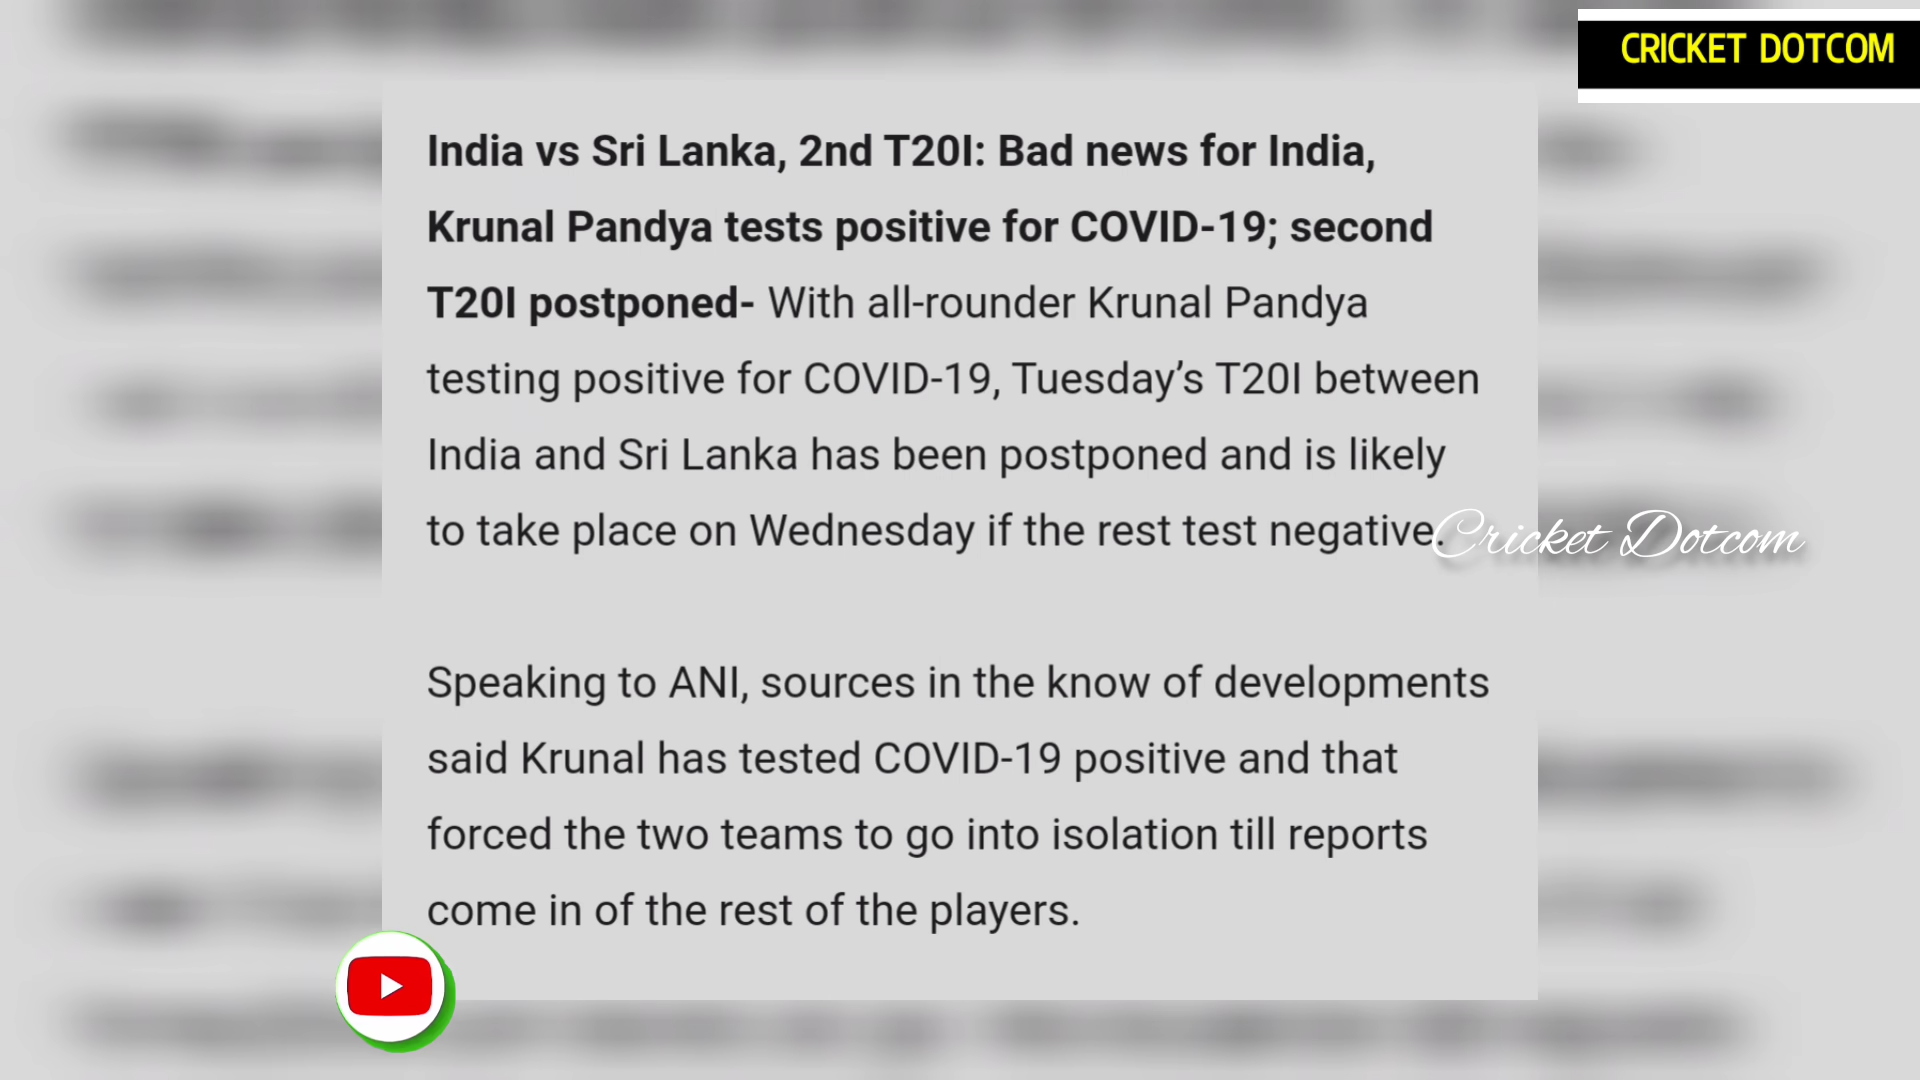 CRICKET DOTCOM
India vs Sri Lanka, 2nd T20I: Bad news for India,
Krunal Pandya tests positive for COVID-19; second
T20I postponed- With all-rounder Krunal Pandya
testing positive for COVID-19, Tuesday’s T20I between
India and Sri Lanka has been postponed and is likely
to take place on Wednesday if the rest test negative.
Cricket Dotcom
Speaking to ANI, sources in the know of developments
said Krunal has tested COVID-19 positive and that
forced the two teams to go into isolation till reports
come in of the rest of the players.